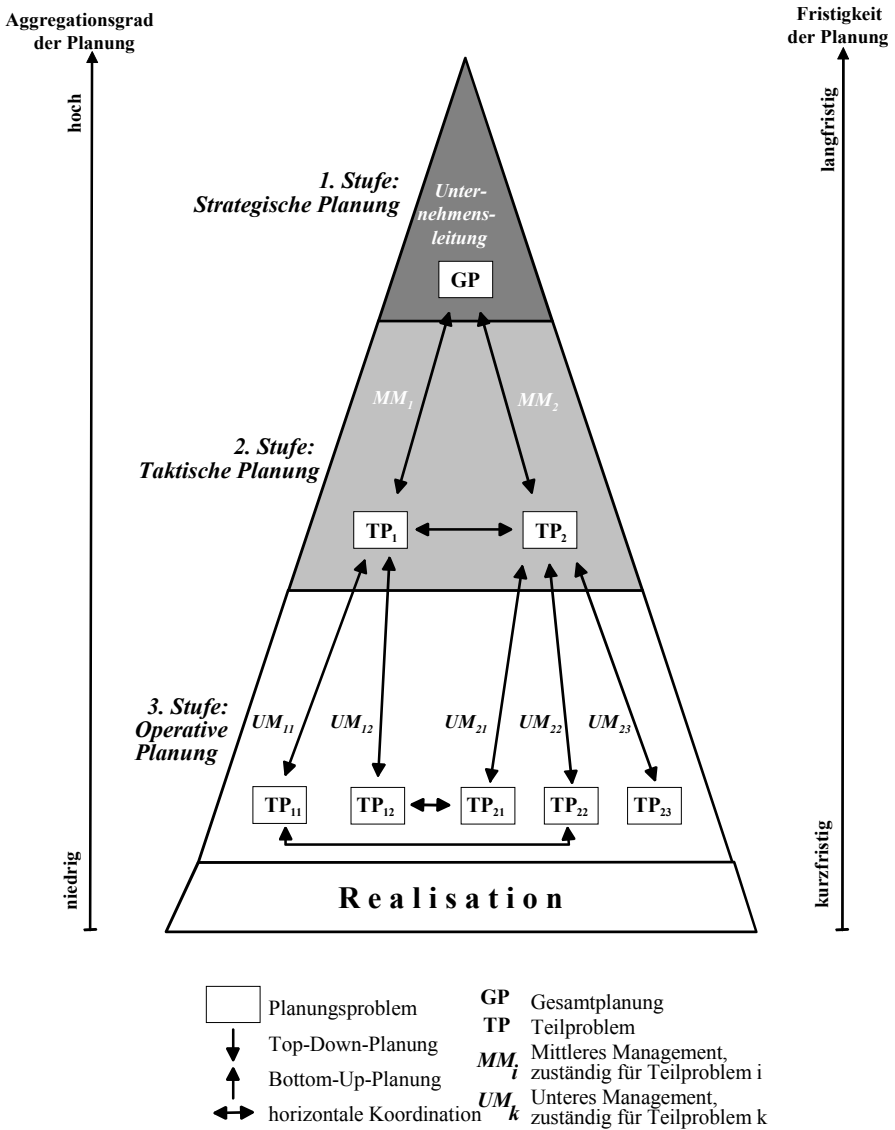 Aggregationsgrad
der Planung
Fristigkeit
der Planung
hoch
langfristig
1. Stufe:
Strategische Planung
Unter-
nehmens-
leitung
GP
MM1
MM2
2. Stufe:
Taktische Planung
TP1
TP2
3. Stufe:
Operative
Planung
UM11
UM12
UM21
UM22
UM23
TP11
TP12
TP21
TP22
TP23
niedrig
kurzfristig
Realisation
Planungsproblem
Top-Down-Planung
Bottom-Up-Planung
horizontale Koordination
GP Gesamtplanung
TP Teilproblem
MMi Mittleres Management,
zuständig für Teilproblem i
UMk Unteres Management,
zuständig für Teilproblem k